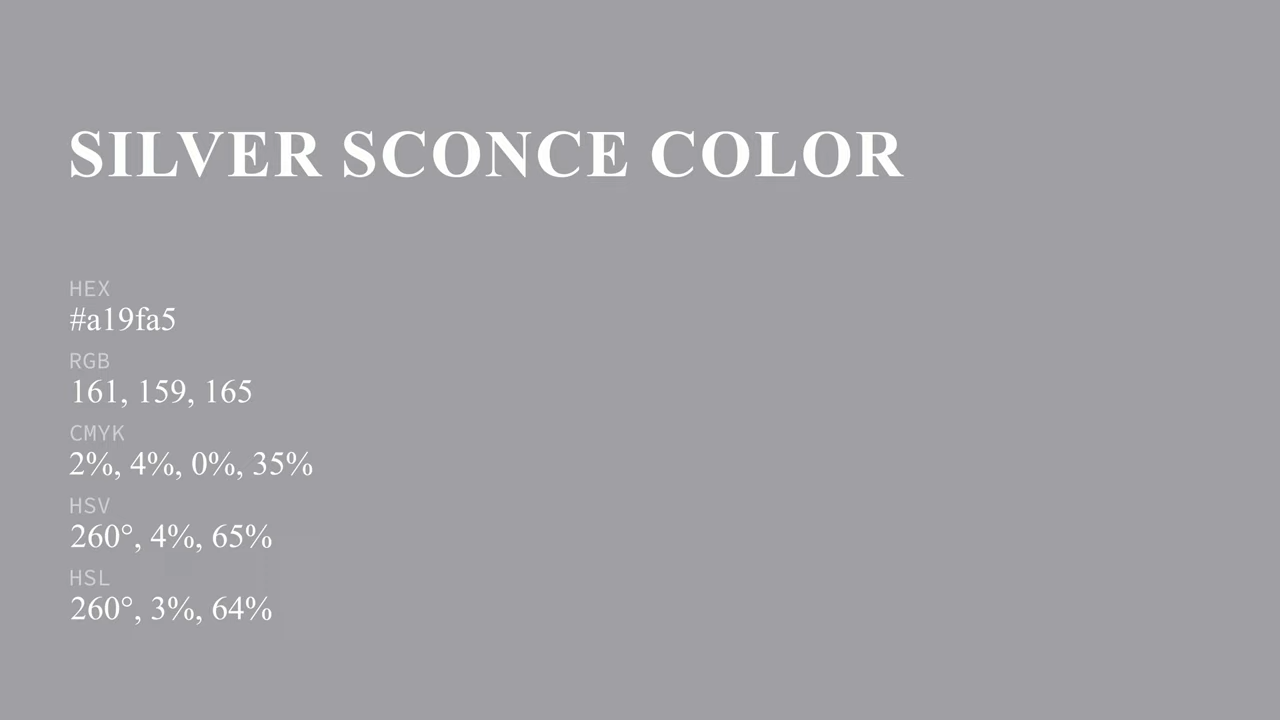 SILVER SCONCE COLOR
HEX
#a19fa5
RGB
161, 159, 165
CMYK
2%, 4%, 0%, 35%
HSV
260°, 4%, 65%
HSL
260°, 3%, 64%